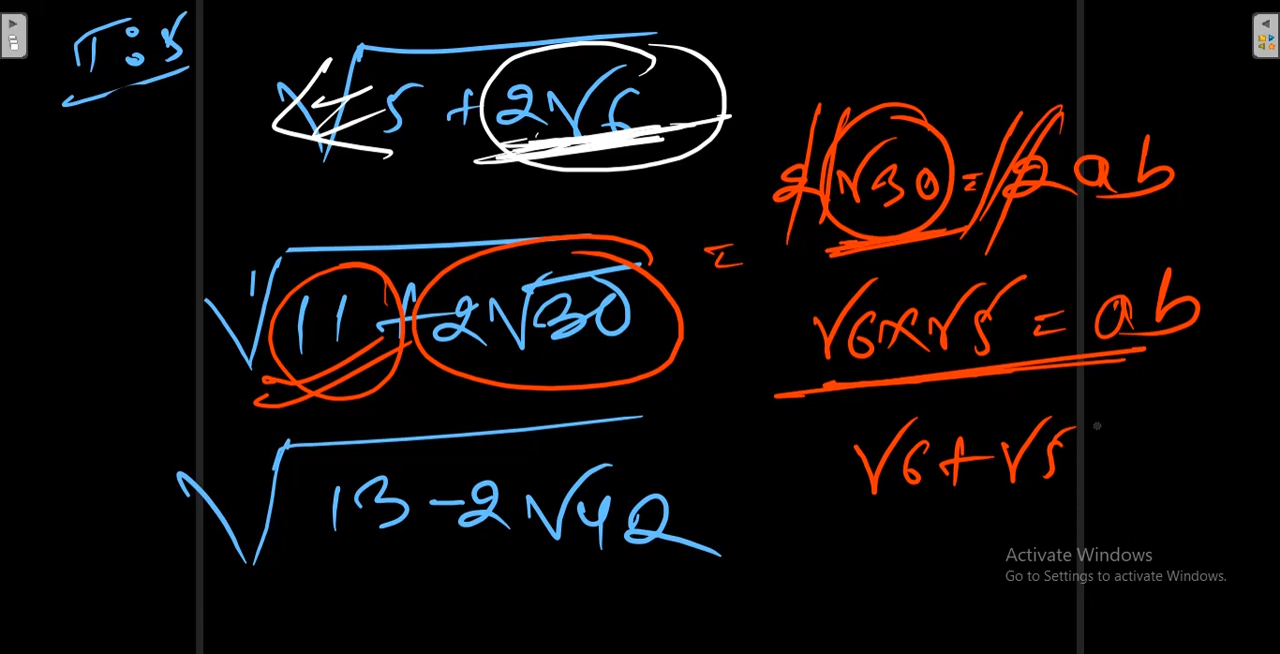 T:5
√5 + 2√6
2√30 = 2ab
√11 + 2√30 =
√6×√5 = ab
√6+√5
√13 - 2√42
Activate Windows
Go to Settings to activate Windows.